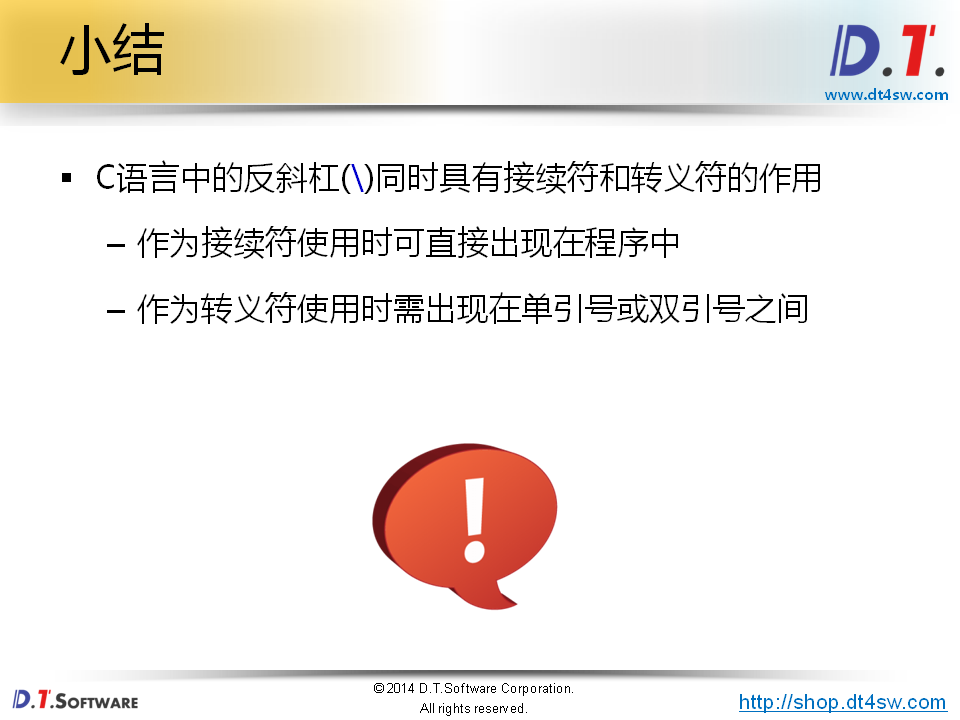 小结
D.T.
www.dt4sw.com
▪ C语言中的反斜杠(\)同时具有接续符和转义符的作用
– 作为接续符使用时可直接出现在程序中
– 作为转义符使用时需出现在单引号或双引号之间
!
D.T.SOFTWARE
©2014 D.T.Software Corporation.
All rights reserved.
http://shop.dt4sw.com